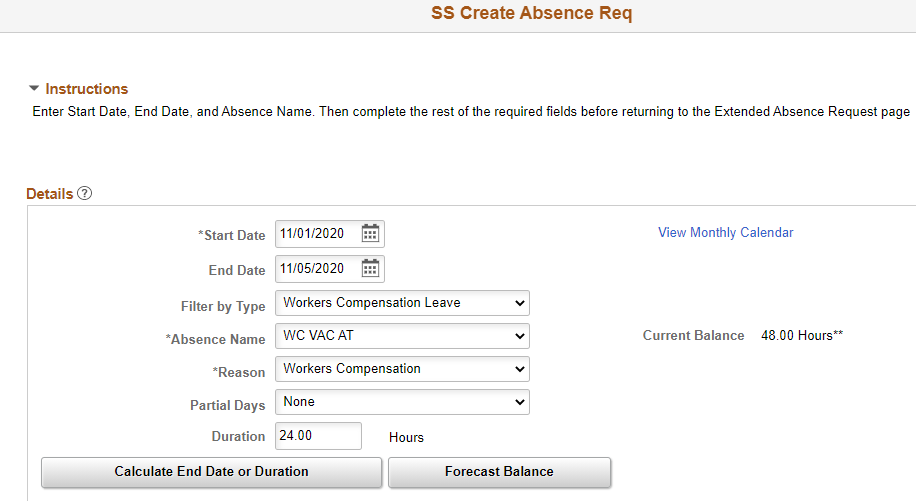 SS Create Absence Req
Instructions
Enter Start Date, End Date, and Absence Name. Then complete the rest of the required fields before returning to the Extended Absence Request page
Details ?
*Start Date 11/01/2020 View Monthly Calendar
End Date 11/05/2020
Filter by Type Workers Compensation Leave
*Absence Name WC VAC AT Current Balance 48.00 Hours**
*Reason Workers Compensation
Partial Days None
Duration 24.00 Hours
Calculate End Date or Duration Forecast Balance